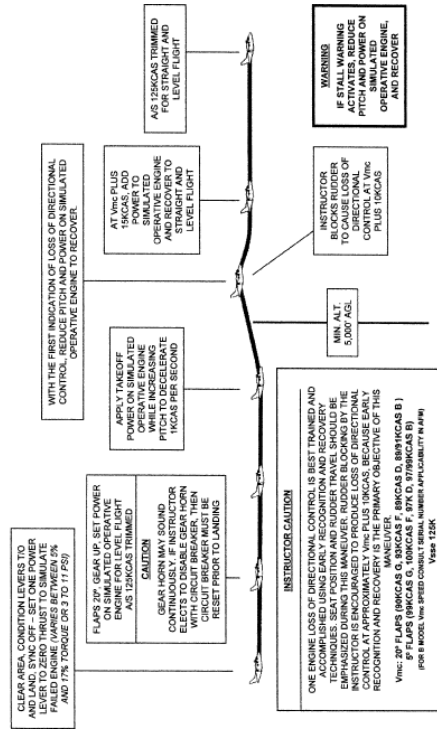 CLEAR AREA, CONDITION LEVERS TO
AND LAND, SYNC OFF – SET ONE POWER
LEVER TO ZERO THRUST TO SIMULATE
FAILED ENGINE (VARIES BETWEEN 5%
AND 17% TORQUE OR 3 TO 11 PSI)
FLAPS 20°, GEAR UP, SET POWER
ON SIMULATED OPERATIVE
ENGINE FOR LEVEL FLIGHT
A/S 125KCAS TRIMMED
CAUTION
GEAR HORN MAY SOUND
CONTINUOUSLY. IF INSTRUCTOR
ELECTS TO DISABLE GEAR HORN
WITH CIRCUIT BREAKER, THEN
CIRCUIT BREAKER MUST BE
RESET PRIOR TO LANDING
APPLY TAKEOFF
POWER ON SIMULATED
OPERATIVE ENGINE
WHILE INCREASING
PITCH TO DECELERATE
1KCAS PER SECOND
WITH THE FIRST INDICATION OF LOSS OF DIRECTIONAL
CONTROL, REDUCE PITCH AND POWER ON SIMULATED
OPERATIVE ENGINE TO RECOVER.
AT Vmc PLUS
15KCAS, ADD
POWER TO
SIMULATED
OPERATIVE ENGINE
AND RECOVER TO
STRAIGHT AND
LEVEL FLIGHT
A/S 125KCAS TRIMMED
FOR STRAIGHT AND
LEVEL FLIGHT
INSTRUCTOR CAUTION
ONE ENGINE LOSS OF DIRECTIONAL CONTROL IS BEST TRAINED AND
ACCOMPLISHED USING EARLY RECOGNITION AND RECOVERY
TECHNIQUES. SEAT POSITION AND RUDDER TRAVEL SHOULD BE
EMPHASIZED DURING THIS MANEUVER. RUDDER BLOCKING BY THE
INSTRUCTOR IS ENCOURAGED TO PRODUCE LOSS OF DIRECTIONAL
CONTROL AT APPROXIMATELY Vmc PLUS 10KCAS, BECAUSE EARLY
RECOGNITION AND RECOVERY IS THE PRIMARY OBJECTIVE OF THIS
MANEUVER.
Vmc: 20° FLAPS (99KCAS G, 93KCAS F, 89KCAS D, 89/91KCAS B )
5° FLAPS (99KCAS G, 100KCAS F, 97K D, 97/99KCAS B)
(FOR B MODEL Vmc SPEED CONSULT SERIAL NUMBER APPLICABILITY IN AFM)
Vsse 125K
MIN. ALT.
5,000' AGL
INSTRUCTOR
BLOCKS RUDDER
TO CAUSE LOSS OF
DIRECTIONAL
CONTROL AT Vmc
PLUS 10KCAS
WARNING
IF STALL WARNING
ACTIVATES, REDUCE
PITCH AND POWER ON
SIMULATED
OPERATIVE ENGINE,
AND RECOVER